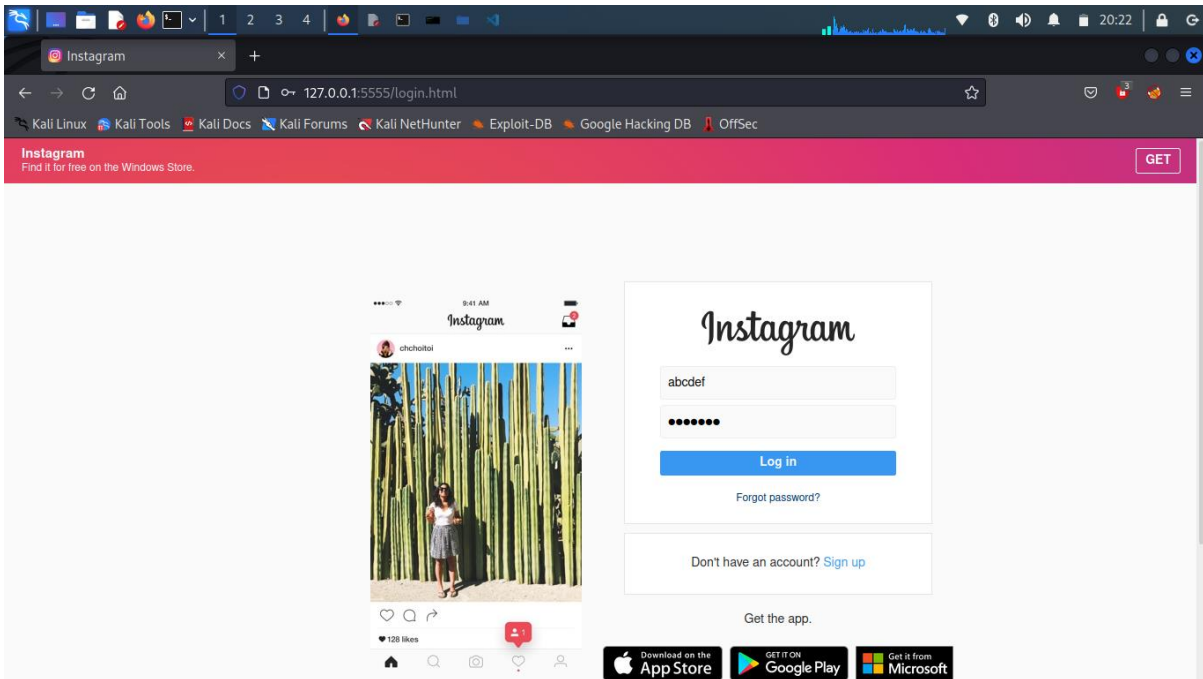 1 2 3 4
20:22
Instagram
127.0.0.1:5555/login.html
3
Kali Linux Kali Tools Kali Docs Kali Forums Kali NetHunter Exploit-DB Google Hacking DB OffSec
Instagram
Find it for free on the Windows Store.
GET
9:41 AM
Instagram
chchoitoi
128 likes
1
Instagram
abcdef
Log in
Forgot password?
Don't have an account? Sign up
Get the app.
Download on the
App Store
GET IT ON
Google Play
Get it from
Microsoft